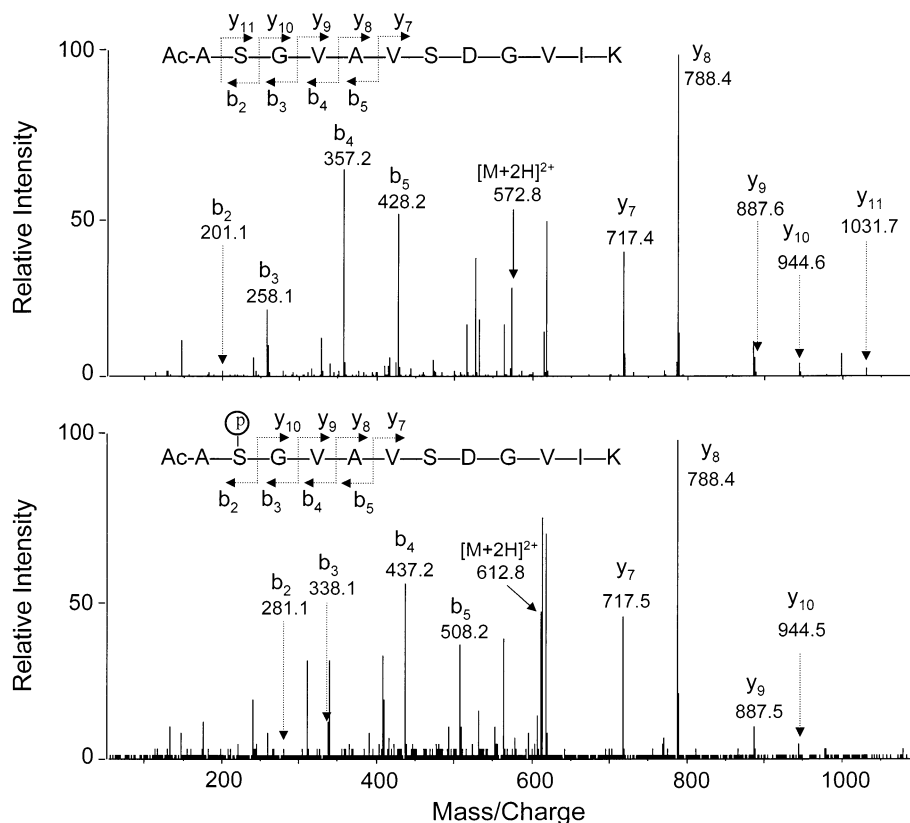 y11 y10 y9 y8 y7
Ac-A-S-G-V-A-V-S-D-G-V-I-K
b2 b3 b4 b5
Relative Intensity
100
50
0
b2
201.1
b3
258.1
b4
357.2
b5
428.2
[M+2H]2+
572.8
y7
717.4
y8
788.4
y9
887.6
y10
944.6
y11
1031.7
p
y10 y9 y8 y7
Ac-A-S-G-V-A-V-S-D-G-V-I-K
b2 b3 b4 b5
Relative Intensity
100
50
0
b2
281.1
b3
338.1
b4
437.2
b5
508.2
[M+2H]2+
612.8
y7
717.5
y8
788.4
y9
887.5
y10
944.5
200 400 600 800 1000
Mass/Charge